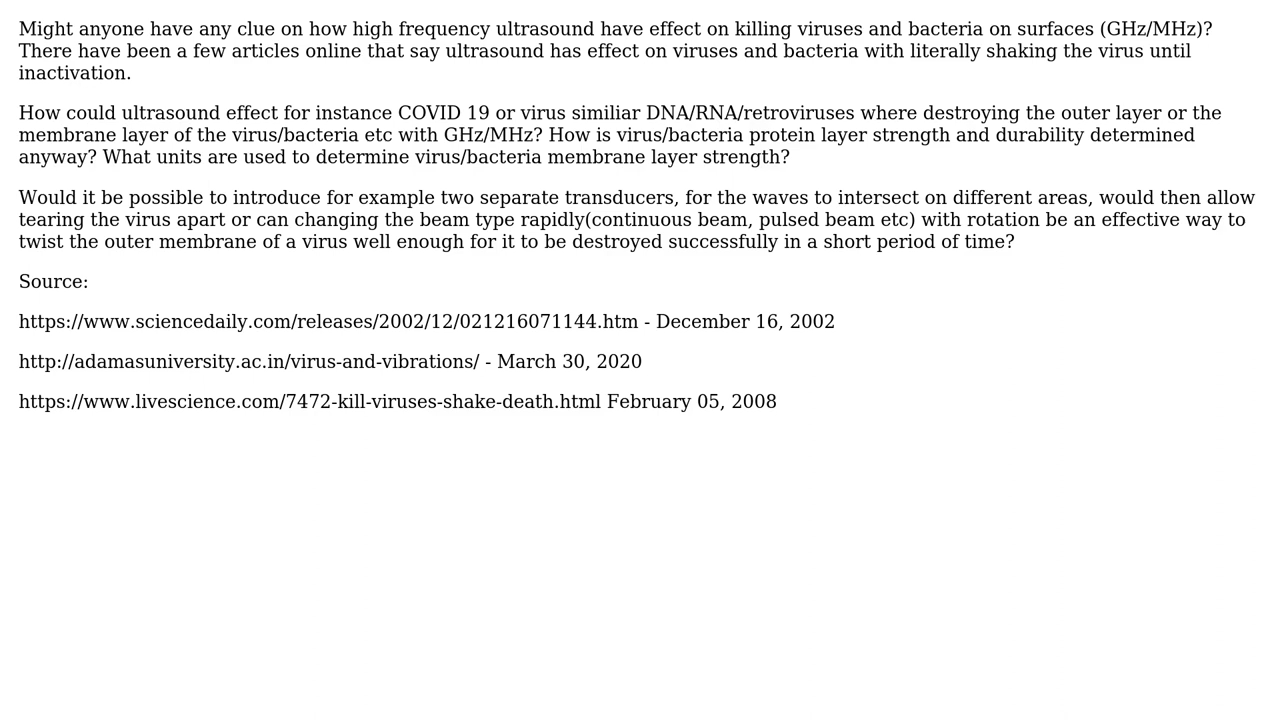 Might anyone have any clue on how high frequency ultrasound have effect on killing viruses and bacteria on surfaces (GHz/MHz)?
There have been a few articles online that say ultrasound has effect on viruses and bacteria with literally shaking the virus until
inactivation.
How could ultrasound effect for instance COVID 19 or virus similiar DNA/RNA/retroviruses where destroying the outer layer or the
membrane layer of the virus/bacteria etc with GHz/MHz? How is virus/bacteria protein layer strength and durability determined
anyway? What units are used to determine virus/bacteria membrane layer strength?
Would it be possible to introduce for example two separate transducers, for the waves to intersect on different areas, would then allow
tearing the virus apart or can changing the beam type rapidly(continuous beam, pulsed beam etc) with rotation be an effective way to
twist the outer membrane of a virus well enough for it to be destroyed successfully in a short period of time?
Source:
https://www.sciencedaily.com/releases/2002/12/021216071144.htm - December 16, 2002
http://adamasuniversity.ac.in/virus-and-vibrations/ - March 30, 2020
https://www.livescience.com/7472-kill-viruses-shake-death.html February 05, 2008